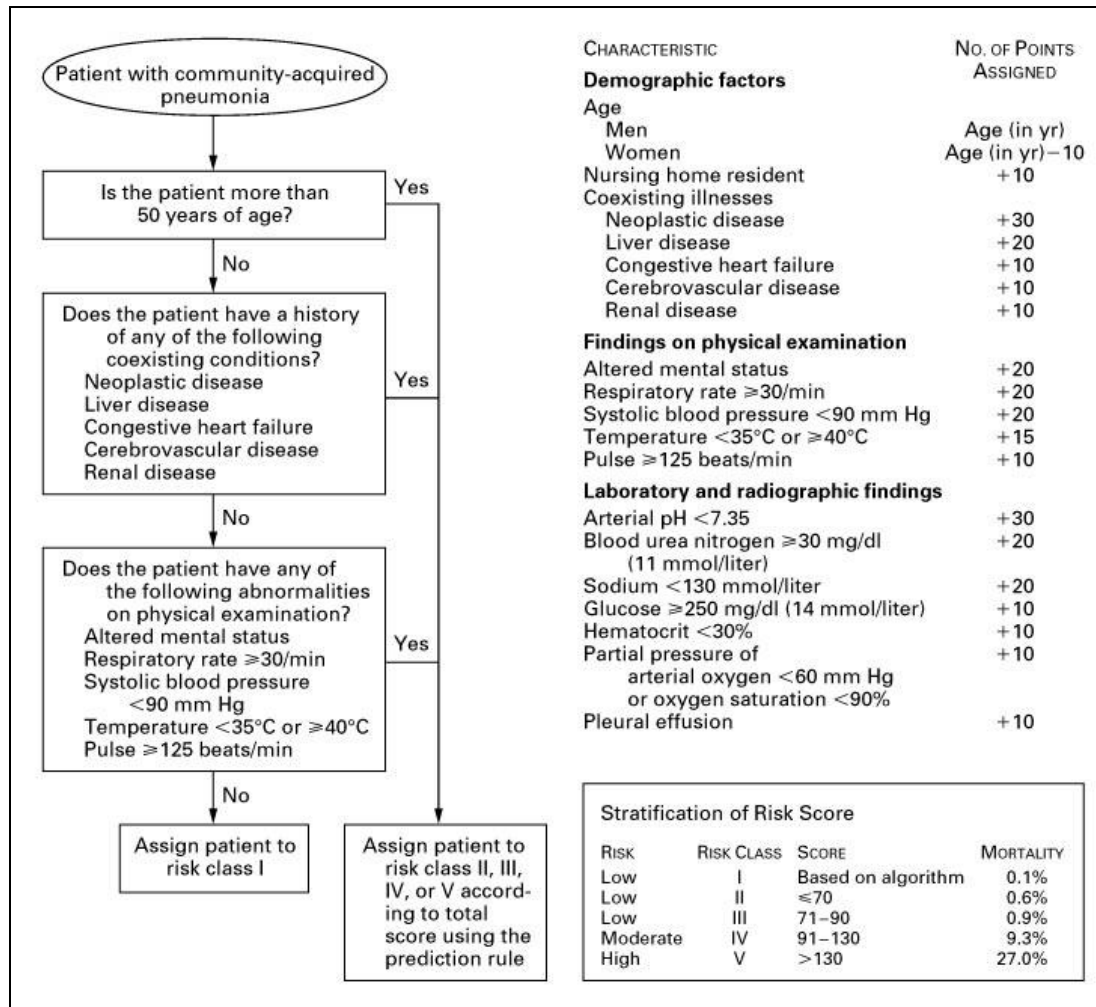 Patient with community-acquired
pneumonia
Is the patient more than
50 years of age?
Yes
No
Does the patient have a history
of any of the following
coexisting conditions?
Neoplastic disease
Liver disease
Congestive heart failure
Cerebrovascular disease
Renal disease
Yes
No
Does the patient have any of
the following abnormalities
on physical examination?
Altered mental status
Respiratory rate ≥30/min
Systolic blood pressure
<90 mm Hg
Temperature <35°C or ≥40°C
Pulse ≥125 beats/min
Yes
No
Assign patient to
risk class I
Assign patient to
risk class II, III,
IV, or V accord-
ing to total
score using the
prediction rule
CHARACTERISTIC NO. OF POINTS
ASSIGNED
Demographic factors
Age
Men Age (in yr)
Women Age (in yr)−10
Nursing home resident +10
Coexisting illnesses
Neoplastic disease +30
Liver disease +20
Congestive heart failure +10
Cerebrovascular disease +10
Renal disease +10
Findings on physical examination
Altered mental status +20
Respiratory rate ≥30/min +20
Systolic blood pressure <90 mm Hg +20
Temperature <35°C or ≥40°C +15
Pulse ≥125 beats/min +10
Laboratory and radiographic findings
Arterial pH <7.35 +30
Blood urea nitrogen ≥30 mg/dl +20
(11 mmol/liter)
Sodium <130 mmol/liter +20
Glucose ≥250 mg/dl (14 mmol/liter) +10
Hematocrit <30% +10
Partial pressure of +10
arterial oxygen <60 mm Hg
or oxygen saturation <90%
Pleural effusion +10
Stratification of Risk Score
RISK RISK CLASS SCORE MORTALITY
Low I Based on algorithm 0.1%
Low II ≤70 0.6%
Low III 71–90 0.9%
Moderate IV 91–130 9.3%
High V >130 27.0%